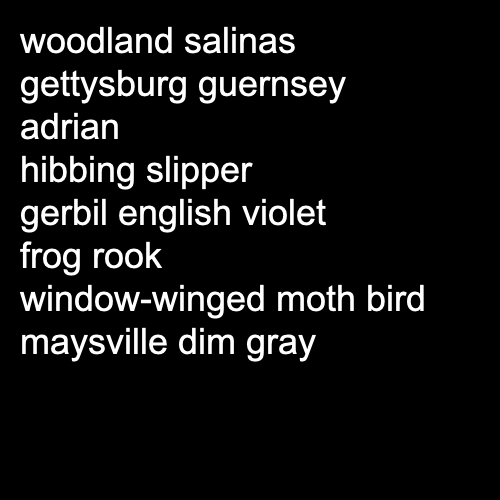 woodland salinas
gettysburg guernsey
adrian
hibbing slipper
gerbil english violet
frog rook
window-winged moth bird
maysville dim gray